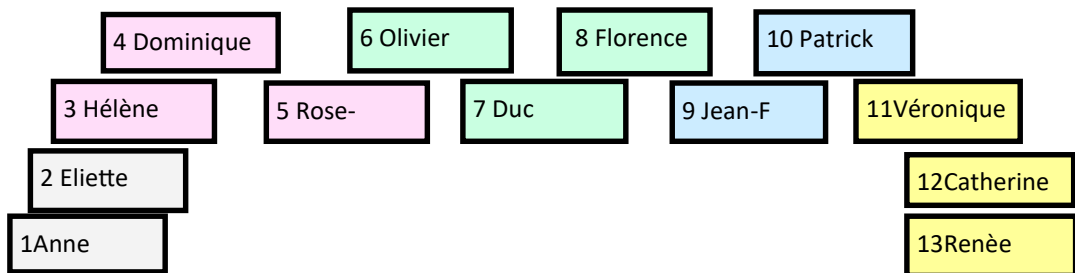 4 Dominique
6 Olivier
8 Florence
10 Patrick
3 Hélène
5 Rose-
7 Duc
9 Jean-F
11Véronique
2 Eliette
12Catherine
1Anne
13Renèe